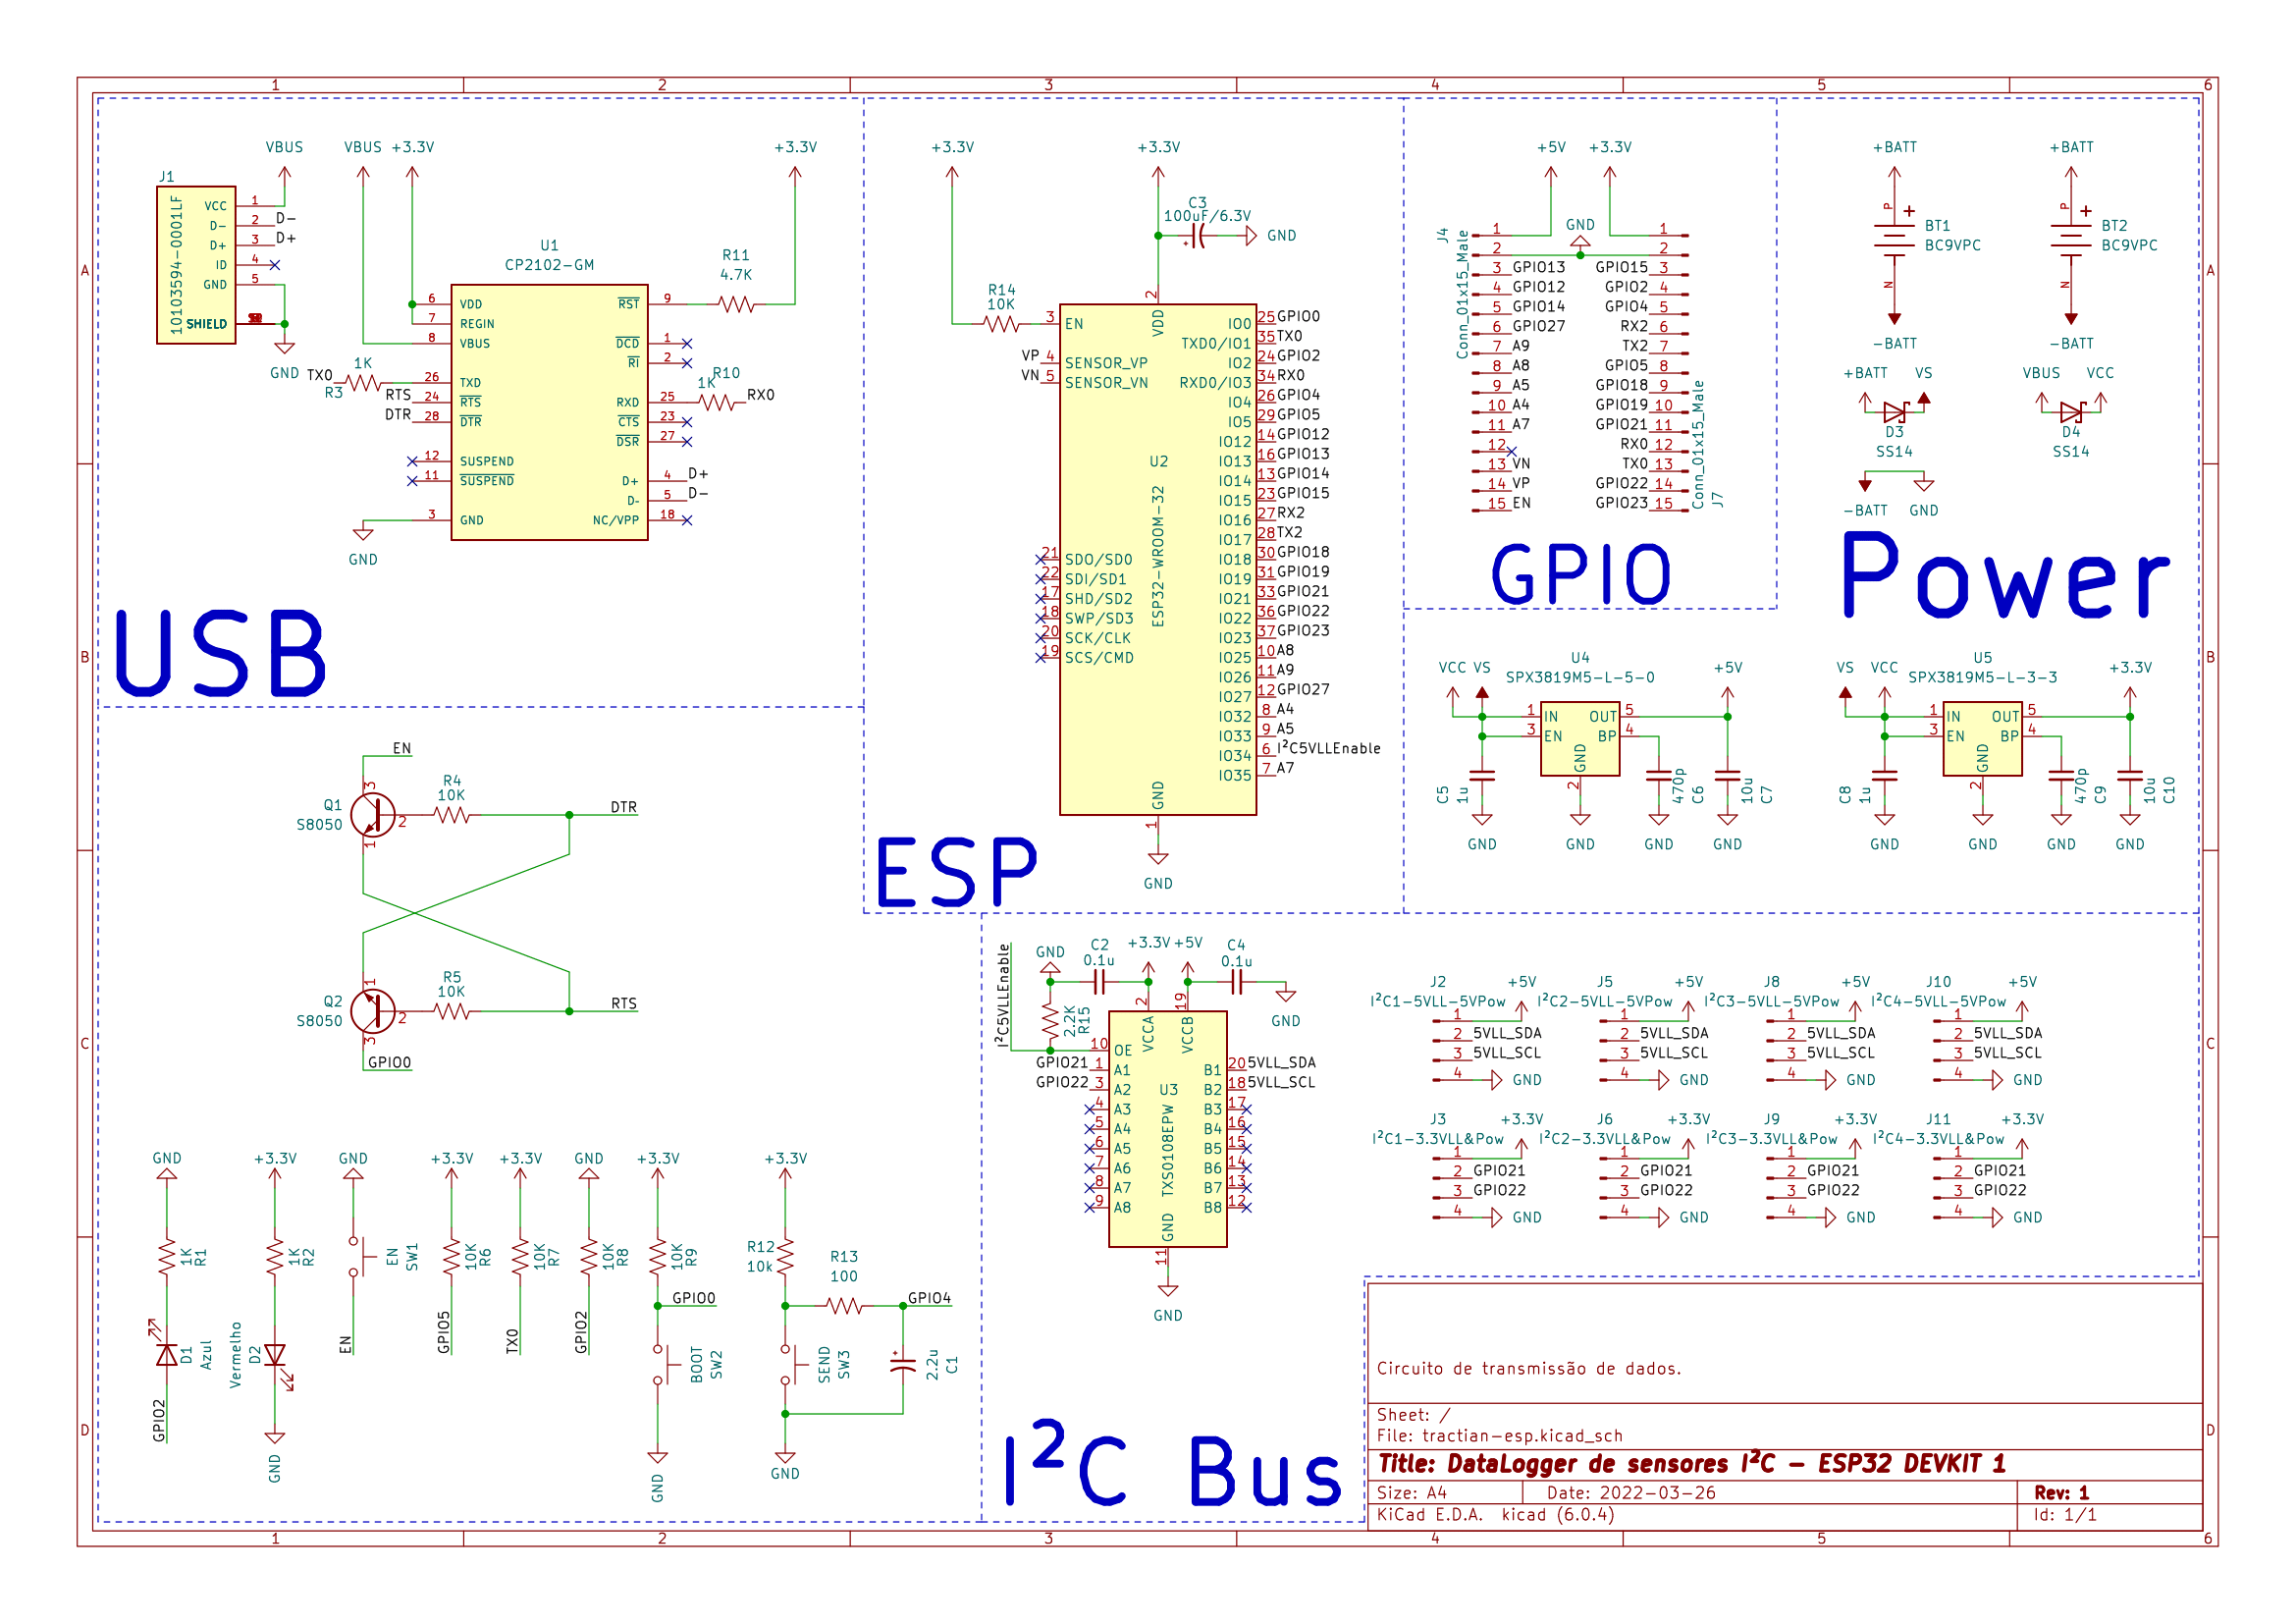 1 2 3 4 5 6
A
B
C
D
USB
VBUS
J1
10103594-0001LF
VCC 1
D- 2 D-
D+ 3 D+
ID 4
GND 5
SHIELD
GND
VBUS
+3.3V
+3.3V
U1
CP2102-GM
6 VDD
7 REGIN
8 VBUS
26 TXD
24 RTS
28 DTR
12 SUSPEND
11 SUSPEND
3 GND
RST 9
DCD 1
RI 2
RXD 25
CTS 23
DSR 27
D+ 4 D+
D- 5 D-
NC/VPP 18
R11
4.7K
R10
1K
RX0
1K
TX0
R3
RTS
DTR
GND
EN
3
Q1
S8050
2
1
R4
10K
DTR
R5
10K
RTS
1
Q2
S8050
2
3
GPIO0
GND
1K
R1
D1
Azul
GPIO2
+3.3V
1K
R2
Vermelho
D2
GND
GND
EN
SW1
EN
+3.3V
10K
R6
GPIO5
+3.3V
10K
R7
TX0
GND
10K
R8
GPIO2
+3.3V
10K
R9
GPIO0
BOOT
SW2
GND
+3.3V
R12
10k
R13
100
GPIO4
SEND
SW3
2.2u
C1
GND
ESP
+3.3V
+3.3V
C3
100uF/6.3V
GND
R14
10K
U2
ESP32-WROOM-32
2 VDD
3 EN
VP 4 SENSOR_VP
VN 5 SENSOR_VN
21 SDO/SD0
22 SDI/SD1
17 SHD/SD2
18 SWP/SD3
20 SCK/CLK
19 SCS/CMD
IO0 25 GPIO0
TXD0/IO1 35 TX0
IO2 24 GPIO2
RXD0/IO3 34 RX0
IO4 26 GPIO4
IO5 29 GPIO5
IO12 14 GPIO12
IO13 16 GPIO13
IO14 13 GPIO14
IO15 23 GPIO15
IO16 27 RX2
IO17 28 TX2
IO18 30 GPIO18
IO19 31 GPIO19
IO21 33 GPIO21
IO22 36 GPIO22
IO23 37 GPIO23
IO25 10 A8
IO26 11 A9
IO27 12 GPIO27
IO32 8 A4
IO33 9 A5
IO34 6 I²C5VLLEnable
IO35 7 A7
GND 1
GND
GPIO
+5V
+3.3V
GND
J4
Conn_01x15_Male
1
2
3 GPIO13
4 GPIO12
5 GPIO14
6 GPIO27
7 A9
8 A8
9 A5
10 A4
11 A7
12
13 VN
14 VP
15 EN
1
2
GPIO15 3
GPIO2 4
GPIO4 5
RX2 6
TX2 7
GPIO5 8
GPIO18 9
GPIO19 10
GPIO21 11
RX0 12
TX0 13
GPIO22 14
GPIO23 15
Conn_01x15_Male
J7
Power
+BATT
P
+
BT1
BC9VPC
N
-BATT
+BATT
P
+
BT2
BC9VPC
N
-BATT
+BATT VS
D3
SS14
VBUS VCC
D4
SS14
-BATT GND
VCC VS
U4
SPX3819M5-L-5-0
+5V
1 IN
3 EN
OUT 5
BP 4
GND 2
C5
1u
470p
C6
10u
C7
GND GND GND GND
VS VCC
U5
SPX3819M5-L-3-3
+3.3V
1 IN
3 EN
OUT 5
BP 4
GND 2
C8
1u
470p
C9
10u
C10
GND GND GND GND
I²C Bus
I²C5VLLEnable
GND
C2
0.1u
+3.3V +5V
C4
0.1u
GND
2.2K
R15
2 VCCA
19 VCCB
U3
TXS0108EPW
10 OE
GPIO21 1 A1
GPIO22 3 A2
4 A3
5 A4
6 A5
7 A6
8 A7
9 A8
B1 20 5VLL_SDA
B2 18 5VLL_SCL
B3 17
B4 16
B5 15
B6 14
B7 13
B8 12
GND 11
GND
J2 +5V
I²C1-5VLL-5VPow
1
2 5VLL_SDA
3 5VLL_SCL
4 GND
J5 +5V
I²C2-5VLL-5VPow
1
2 5VLL_SDA
3 5VLL_SCL
4 GND
J8 +5V
I²C3-5VLL-5VPow
1
2 5VLL_SDA
3 5VLL_SCL
4 GND
J10 +5V
I²C4-5VLL-5VPow
1
2 5VLL_SDA
3 5VLL_SCL
4 GND
J3 +3.3V
I²C1-3.3VLL&Pow
1
2 GPIO21
3 GPIO22
4 GND
J6 +3.3V
I²C2-3.3VLL&Pow
1
2 GPIO21
3 GPIO22
4 GND
J9 +3.3V
I²C3-3.3VLL&Pow
1
2 GPIO21
3 GPIO22
4 GND
J11 +3.3V
I²C4-3.3VLL&Pow
1
2 GPIO21
3 GPIO22
4 GND
Circuito de transmissão de dados.
Sheet: /
File: tractian-esp.kicad_sch
Title: DataLogger de sensores I²C - ESP32 DEVKIT 1
Size: A4 Date: 2022-03-26 Rev: 1
KiCad E.D.A. kicad (6.0.4) Id: 1/1
A
B
C
D
1 2 3 4 5 6